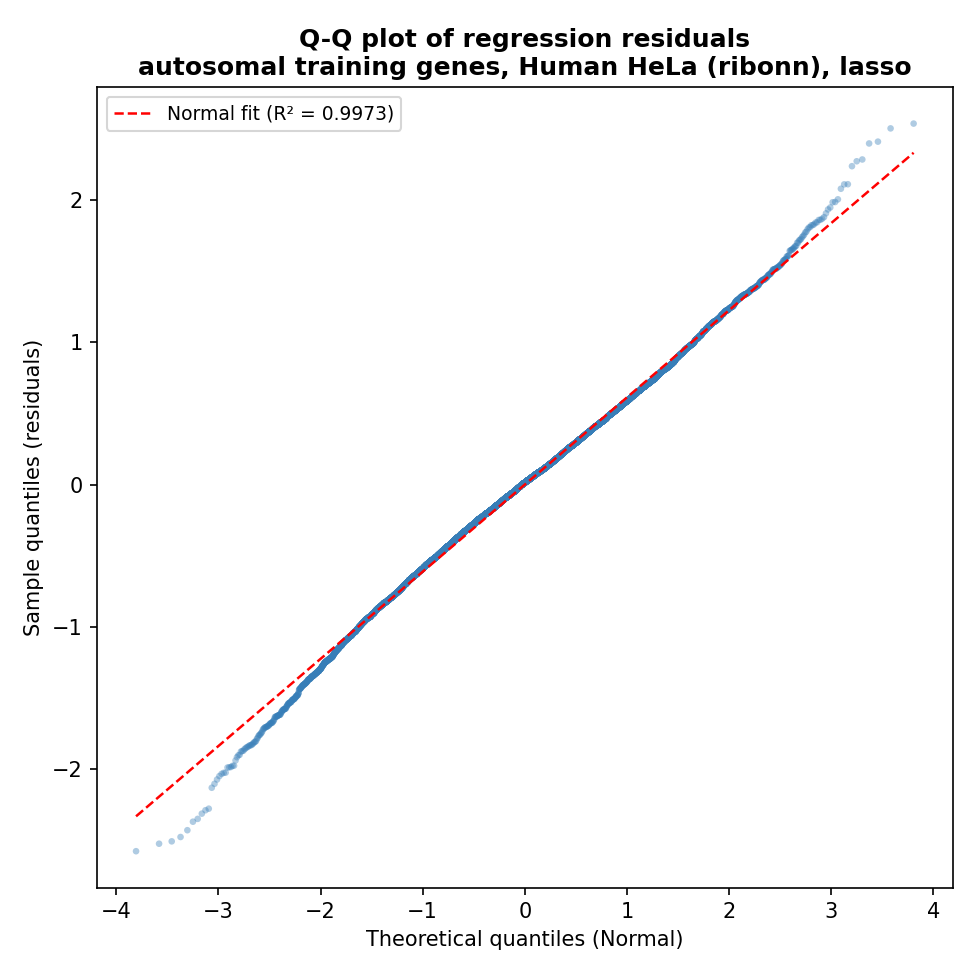 Q-Q plot of regression residuals
autosomal training genes, Human HeLa (ribonn), lasso
Normal fit (R² = 0.9973)
Sample quantiles (residuals)
2
1
0
−1
−2
−4
−3
−2
−1
0
1
2
3
4
Theoretical quantiles (Normal)